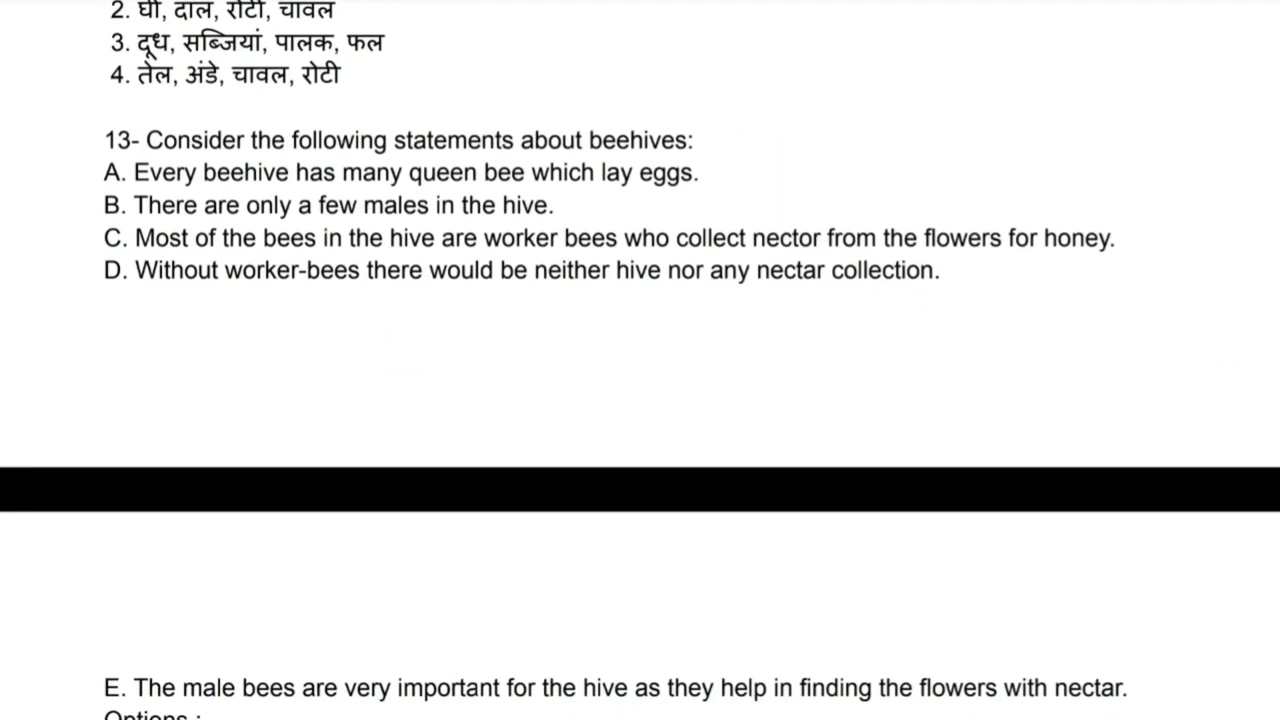 2. घी, दाल, रोटी, चावल
3. दूध, सब्जियां, पालक, फल
4. तेल, अंडे, चावल, रोटी
13- Consider the following statements about beehives:
A. Every beehive has many queen bee which lay eggs.
B. There are only a few males in the hive.
C. Most of the bees in the hive are worker bees who collect nector from the flowers for honey.
D. Without worker-bees there would be neither hive nor any nectar collection.
E. The male bees are very important for the hive as they help in finding the flowers with nectar.
Options :